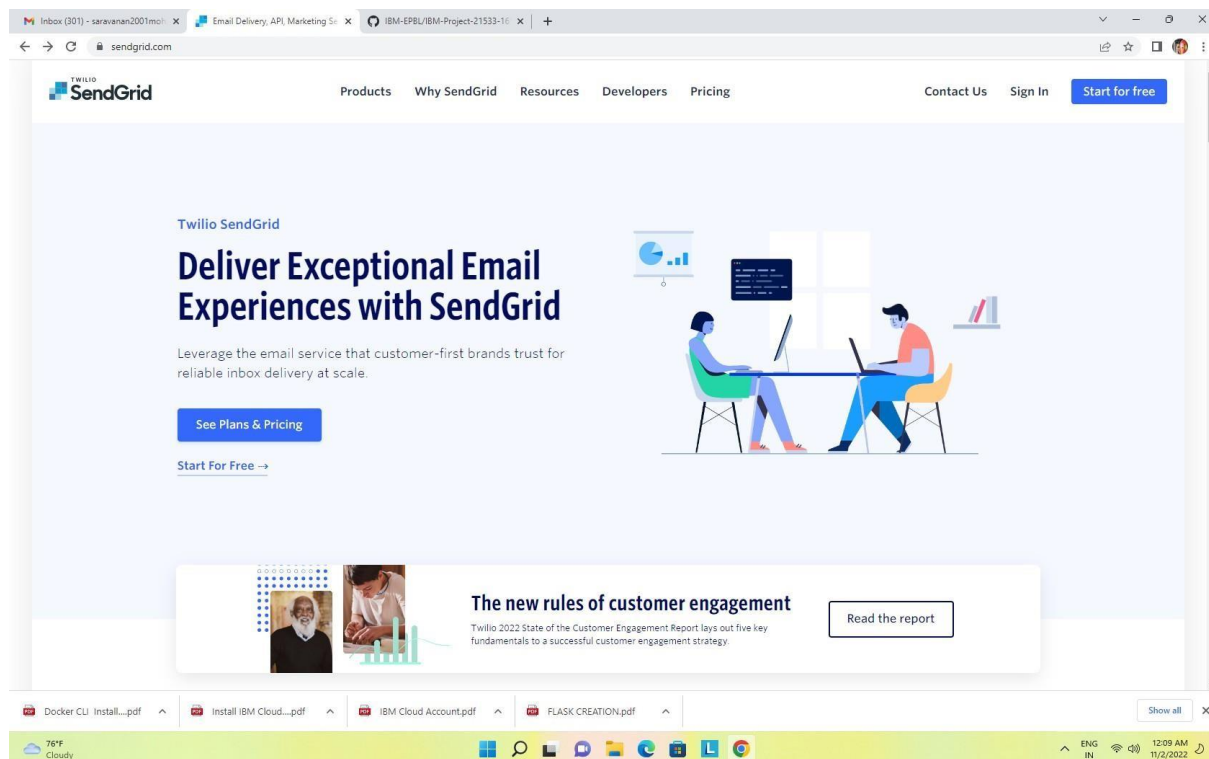 Inbox (301) - saravanan2001moh
Email Delivery, API, Marketing Se
IBM-EPBL/IBM-Project-21533-16
sendgrid.com
TWILIO
SendGrid
Products
Why SendGrid
Resources
Developers
Pricing
Contact Us
Sign In
Start for free
Twilio SendGrid
Deliver Exceptional Email
Experiences with SendGrid
Leverage the email service that customer-first brands trust for
reliable inbox delivery at scale.
See Plans & Pricing
Start For Free →
The new rules of customer engagement
Twilio 2022 State of the Customer Engagement Report lays out five key
fundamentals to a successful customer engagement strategy.
Read the report
Docker CLI Install....pdf
Install IBM Cloud....pdf
IBM Cloud Account.pdf
FLASK CREATION.pdf
Show all
76°F
Cloudy
ENG
IN
12:09 AM
11/2/2022